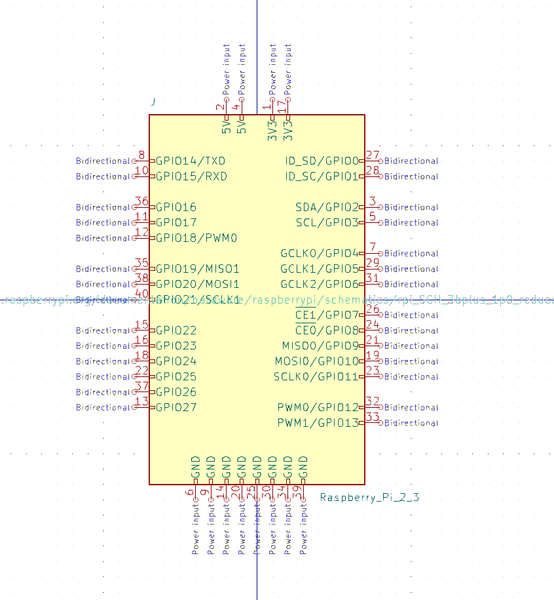 Power input Power input Power input Power input
2 4 1 17
J
5V 5V 3V3 3V3
Bidirectional 8 GPIO14/TXD ID_SD/GPIO0 27 Bidirectional
Bidirectional 10 GPIO15/RXD ID_SC/GPIO1 28 Bidirectional
Bidirectional 36 GPIO16 SDA/GPIO2 3 Bidirectional
Bidirectional 11 GPIO17 SCL/GPIO3 5 Bidirectional
Bidirectional 12 GPIO18/PWM0
GCLK0/GPIO4 7 Bidirectional
Bidirectional 35 GPIO19/MISO1 GCLK1/GPIO5 29 Bidirectional
Bidirectional 38 GPIO20/MOSI1 GCLK2/GPIO6 31 Bidirectional
Bidirectional 40 GPIO21/SCLK1
CE1/GPIO7 26 Bidirectional
Bidirectional 15 GPIO22 CE0/GPIO8 24 Bidirectional
Bidirectional 16 GPIO23 MISO0/GPIO9 21 Bidirectional
Bidirectional 18 GPIO24 MOSI0/GPIO10 19 Bidirectional
Bidirectional 22 GPIO25 SCLK0/GPIO11 23 Bidirectional
Bidirectional 37 GPIO26
Bidirectional 13 GPIO27 PWM0/GPIO12 32 Bidirectional
PWM1/GPIO13 33 Bidirectional
GND GND GND GND GND GND GND GND
6 9 14 20 25 30 34 39
Raspberry_Pi_2_3
Power input Power input Power input Power input Power input Power input Power input Power input